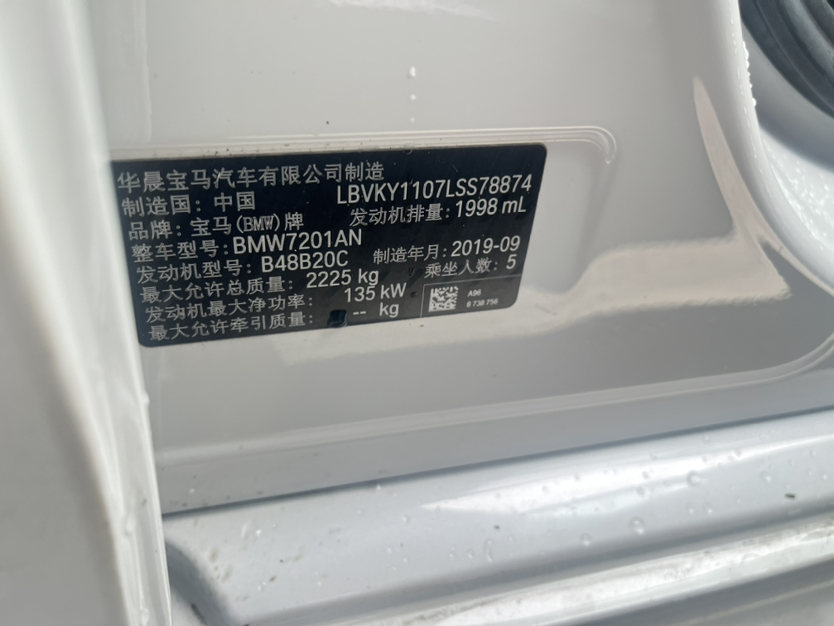 华晨宝马汽车有限公司制造
制造国：中国 LBVKY1107LSS78874
品牌：宝马(BMW)牌 发动机排量：1998 mL
整车型号：BMW7201AN
发动机型号：B48B20C 制造年月：2019-09
最大允许总质量：2225 kg 乘坐人数：5
发动机最大净功率：135 kW
最大允许牵引质量：-- kg
A96
8 738 756